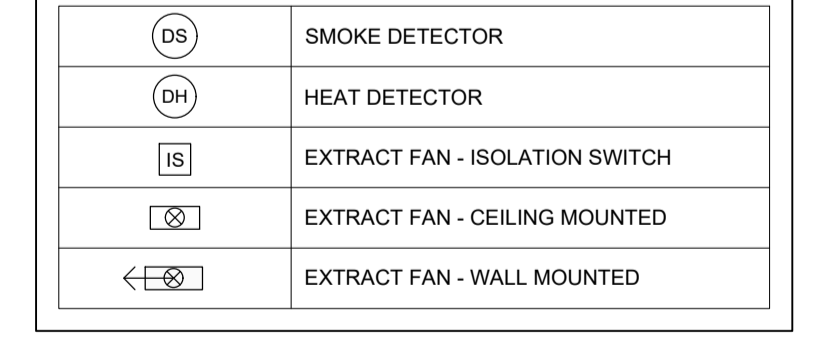 DS SMOKE DETECTOR
DH HEAT DETECTOR
IS EXTRACT FAN - ISOLATION SWITCH
EXTRACT FAN - CEILING MOUNTED
EXTRACT FAN - WALL MOUNTED